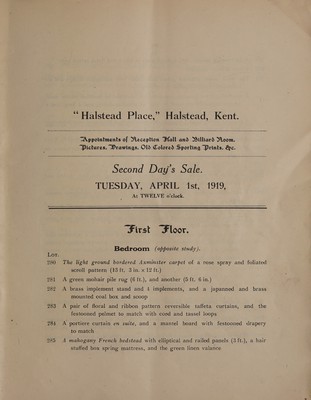 "Halstead Place," Halstead, Kent.
Appointments of Reception Hall and Billiard Room,
Pictures, Drawings, Old Colored Sporting Prints, &c.
Second Day's Sale.
TUESDAY, APRIL 1st, 1919,
At TWELVE o'clock.
First Floor.
Bedroom (opposite study).
Lot.
280 The light ground bordered Axminster carpet of a rose spray and foliated
scroll pattern (13 ft. 3 in. x 12 ft.)
281 A green mohair pile rug (6 ft.), and another (5 ft. 6 in.)
282 A brass implement stand and 4 implements, and a japanned and brass
mounted coal box and scoop
283 A pair of floral and ribbon pattern reversible taffeta curtains, and the
festooned pelmet to match with cord and tassel loops
284 A portiere curtain en suite, and a mantel board with festooned drapery
to match
285 A mahogany French bedstead with elliptical and railed panels (3 ft.), a hair
stuffed box spring mattress, and the green linen valance